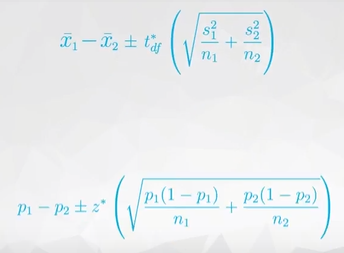 x̄₁ − x̄₂ ± t*_df (√(s₁²/n₁ + s₂²/n₂))
p₁ − p₂ ± z* (√(p₁(1 − p₁)/n₁ + p₂(1 − p₂)/n₂))